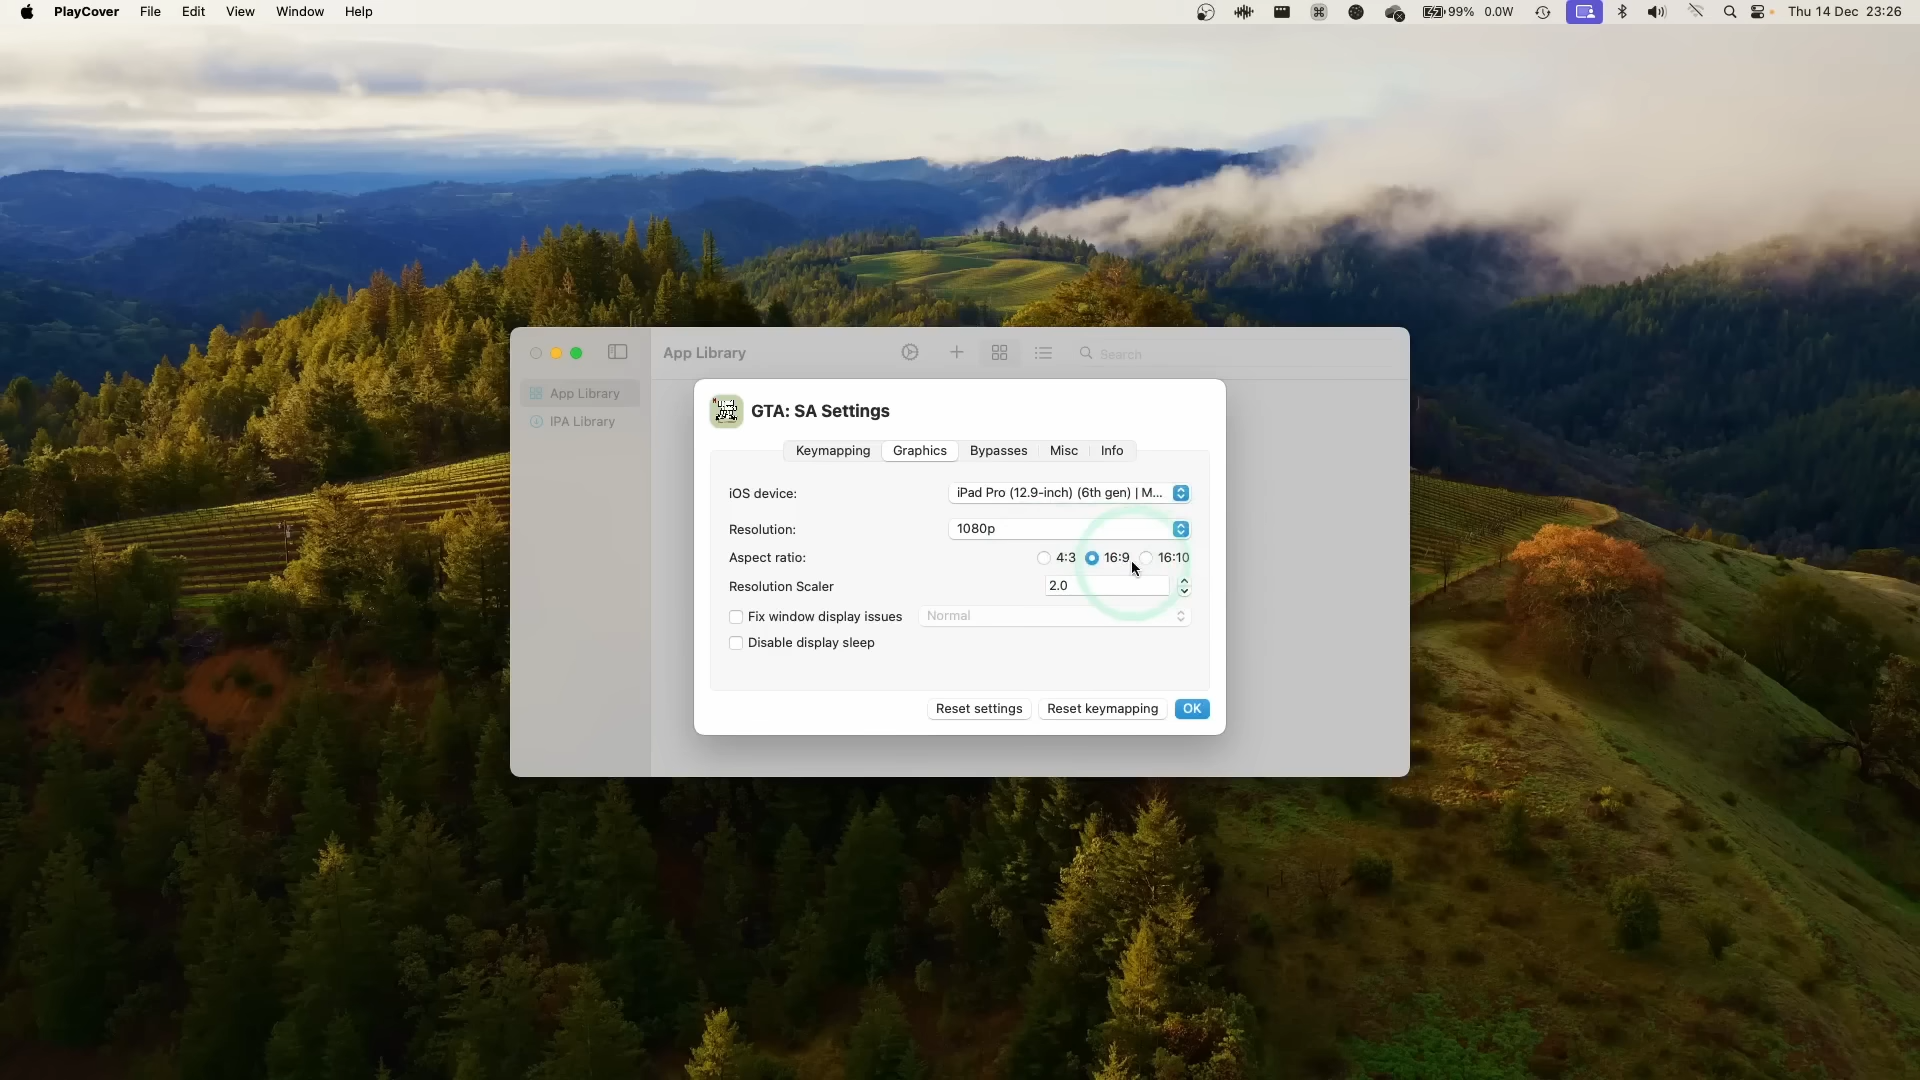 PlayCover File Edit View Window Help 99% 0.0W Thu 14 Dec 23:26
App Library Search
App Library
IPA Library
GTA: SA Settings
Keymapping Graphics Bypasses Misc Info
iOS device: iPad Pro (12.9-inch) (6th gen) | M...
Resolution: 1080p
Aspect ratio: 4:3 16:9 16:10
Resolution Scaler 2.0
Fix window display issues Normal
Disable display sleep
Reset settings Reset keymapping OK